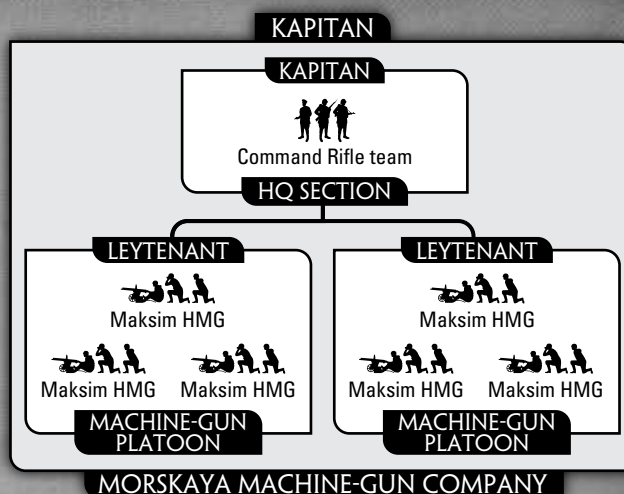 KAPITAN
KAPITAN
Command Rifle team
HQ SECTION
LEYTENANT
Maksim HMG
Maksim HMG Maksim HMG
MACHINE-GUN
PLATOON
LEYTENANT
Maksim HMG
Maksim HMG Maksim HMG
MACHINE-GUN
PLATOON
MORSKAYA MACHINE-GUN COMPANY